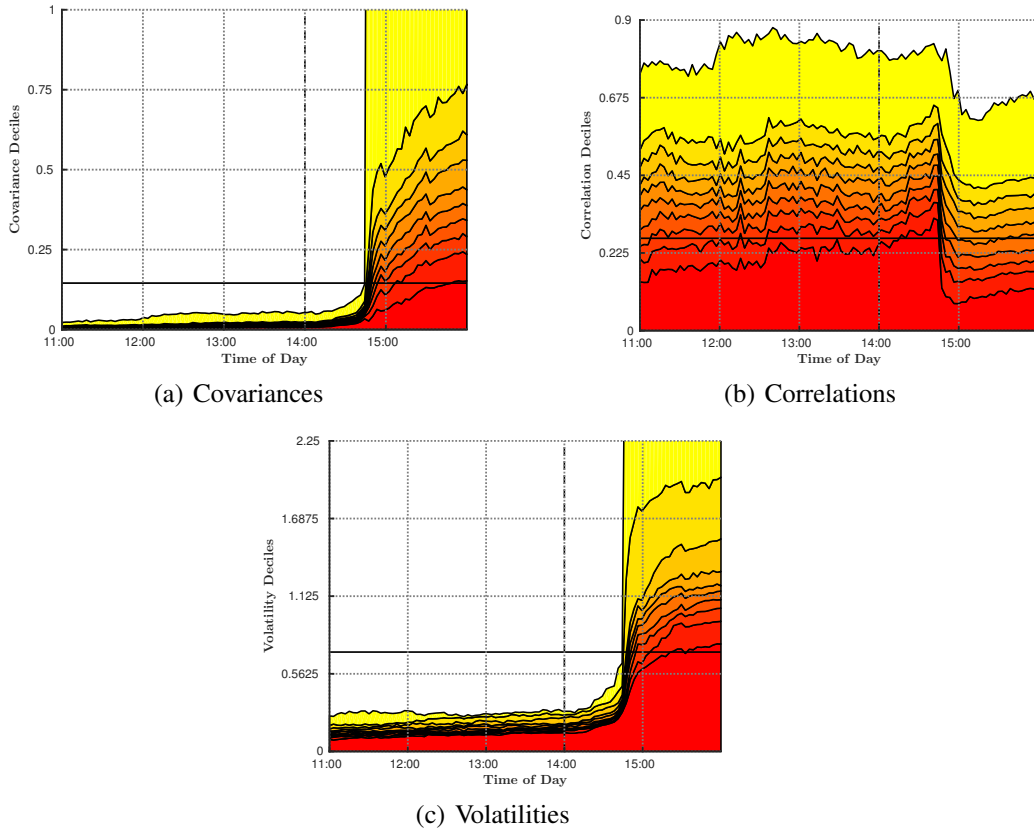 1
0.75
0.5
0.25
0
Covariance Deciles
11:00 12:00 13:00 14:00 15:00
Time of Day
(a) Covariances
0.9
0.675
0.45
0.225
0
Correlation Deciles
11:00 12:00 13:00 14:00 15:00
Time of Day
(b) Correlations
2.25
1.6875
1.125
0.5625
0
Volatility Deciles
11:00 12:00 13:00 14:00 15:00
Time of Day
(c) Volatilities